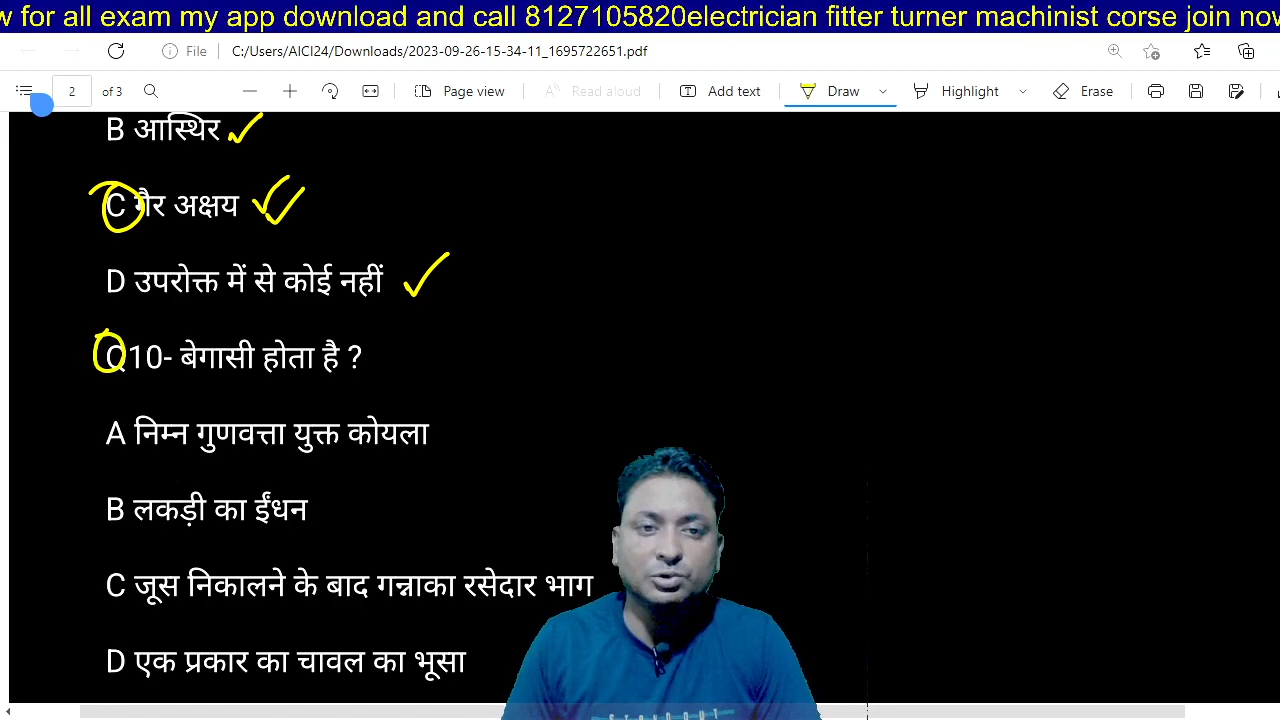 w for all exam my app download and call 8127105820electrician fitter turner machinist corse join now
File C:/Users/AICI24/Downloads/2023-09-26-15-34-11_1695722651.pdf
2 of 3 Page view Read aloud Add text Draw Highlight Erase
B आस्थिर
C गैर अक्षय
D उपरोक्त में से कोई नहीं
Q10- बेगासी होता है ?
A निम्न गुणवत्ता युक्त कोयला
B लकड़ी का ईंधन
C जूस निकालने के बाद गन्नाका रसेदार भाग
D एक प्रकार का चावल का भूसा